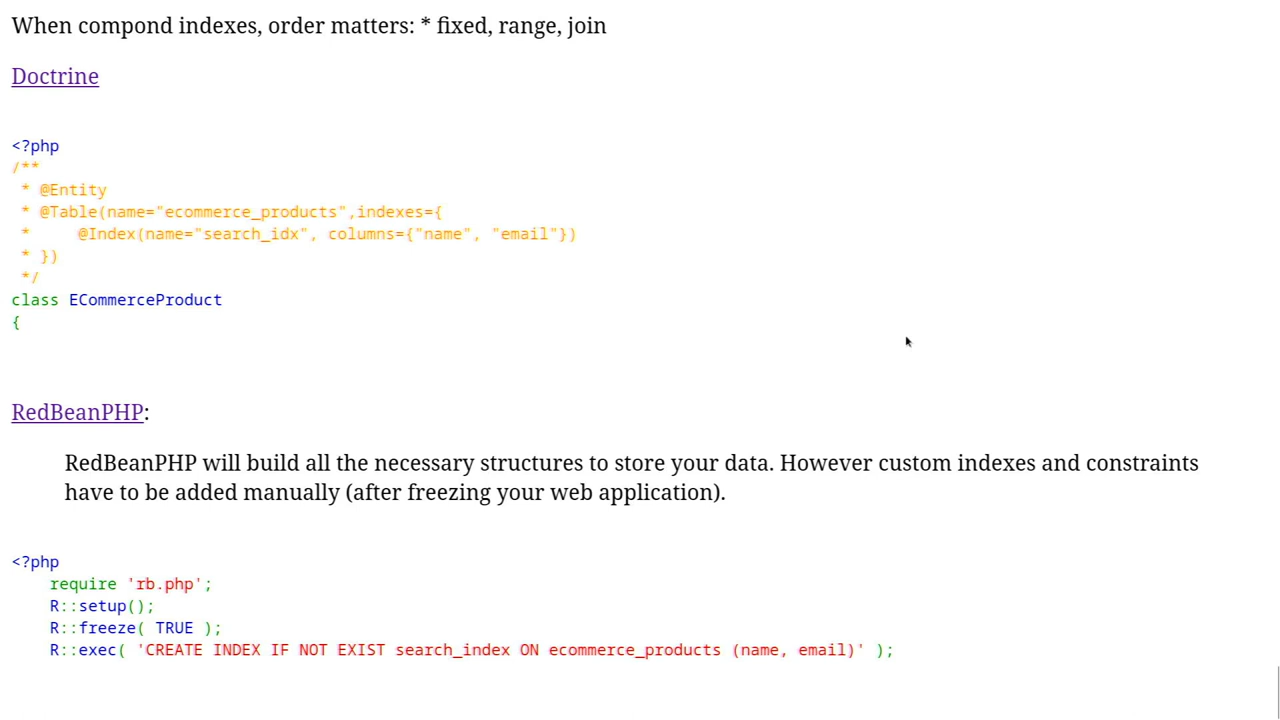 When compond indexes, order matters: * fixed, range, join
Doctrine
<?php
/**
 * @Entity
 * @Table(name="ecommerce_products",indexes={
 *     @Index(name="search_idx", columns={"name", "email"})
 * })
 */
class ECommerceProduct
{
RedBeanPHP:
RedBeanPHP will build all the necessary structures to store your data. However custom indexes and constraints
have to be added manually (after freezing your web application).
<?php
    require 'rb.php';
    R::setup();
    R::freeze( TRUE );
    R::exec( 'CREATE INDEX IF NOT EXIST search_index ON ecommerce_products (name, email)' );